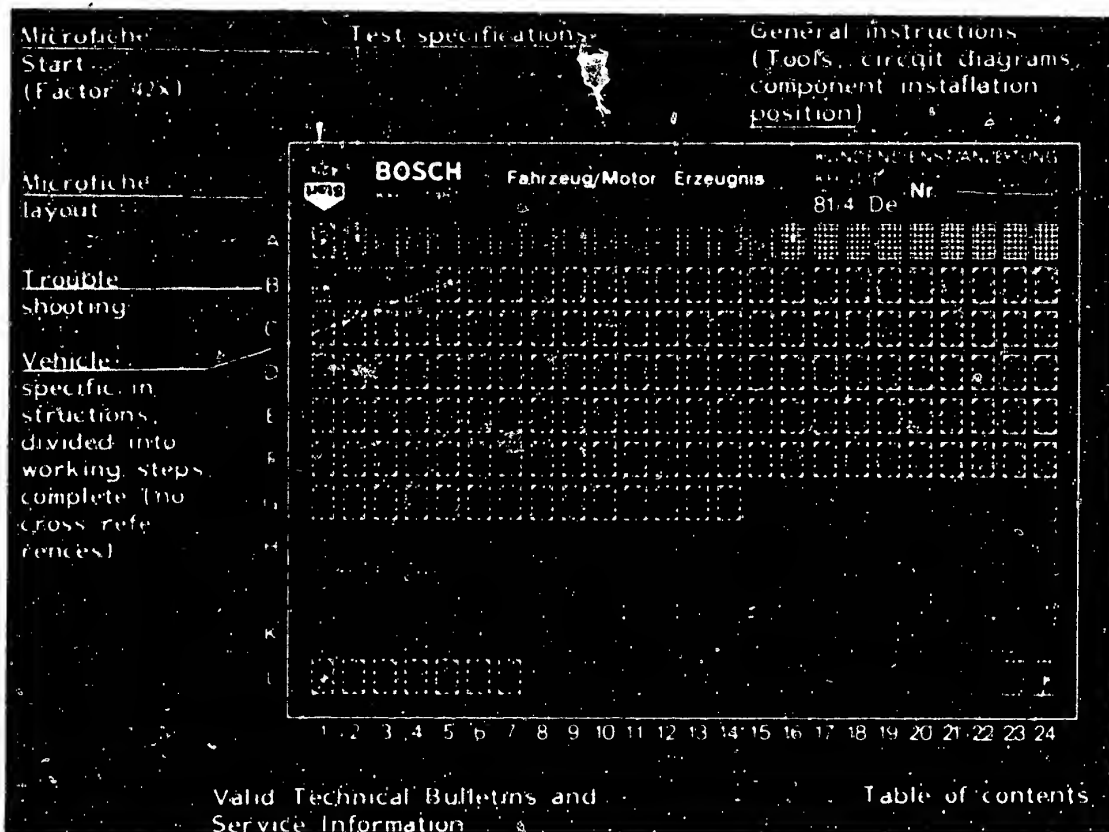 Microfiche
Start
(Factor 42x)
Test specifications
General instructions
(Tools, circuit diagrams,
component installation
position)
Microfiche
layout
Trouble
shooting
Vehicle
specific in
structions,
divided into
working steps
complete (no
cross refe
rences)
BOSCH
Fahrzeug/Motor Erzeugnis
KUNDENDIENSTANLEITUNG
81/4 De
Nr.
A
B
C
D
E
F
G
H
K
L
1 2 3 4 5 6 7 8 9 10 11 12 13 14 15 16 17 18 19 20 21 22 23 24
Valid Technical Bulletins and
Service Information
Table of contents